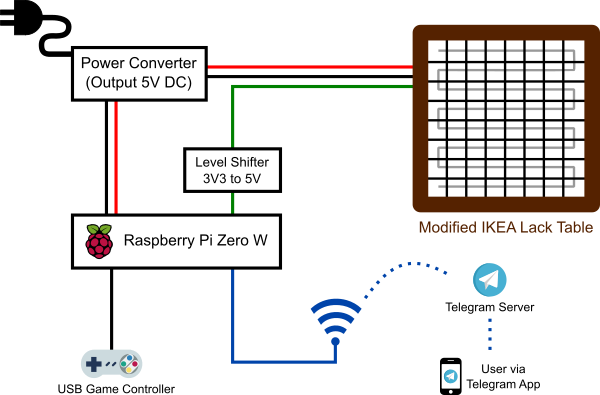 Power Converter
(Output 5V DC)
Level Shifter
3V3 to 5V
Raspberry Pi Zero W
Modified IKEA Lack Table
Telegram Server
USB Game Controller
User via
Telegram App